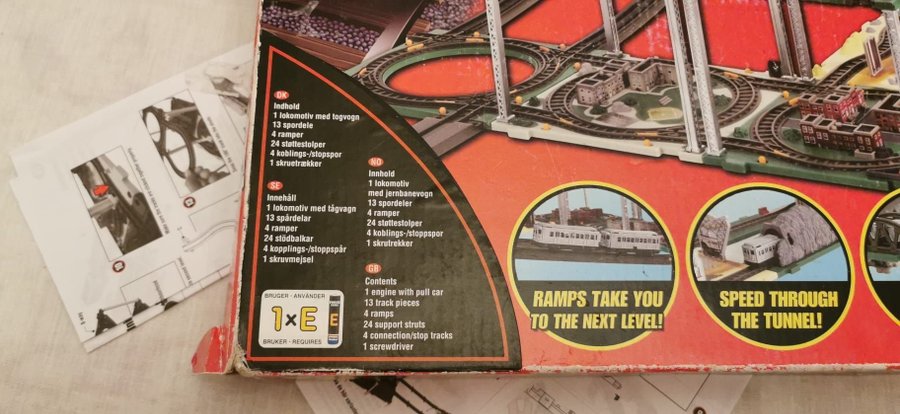 DK
Indhold
1 lokomotiv med togvogn
13 spordele
4 ramper
24 støttestolper
4 koblings-/stopspor
1 skruetrækker
SE
Innehåll
1 lokomotiv med tågvagn
13 spårdelar
4 ramper
24 stödbalkar
4 kopplings-/stoppspår
1 skruvmejsel
NO
Innhold
1 lokomotiv
med jernbanevogn
13 spordeler
4 ramper
24 støttestolper
4 koblings-/stoppspor
1 skrutrekker
GB
Contents
1 engine with pull car
13 track pieces
4 ramps
24 support struts
4 connection/stop tracks
1 screwdriver
BRUGER - ANVÄNDER
1xE
E
BRUKER - REQUIRES
RAMPS TAKE YOU
TO THE NEXT LEVEL!
SPEED THROUGH
THE TUNNEL!